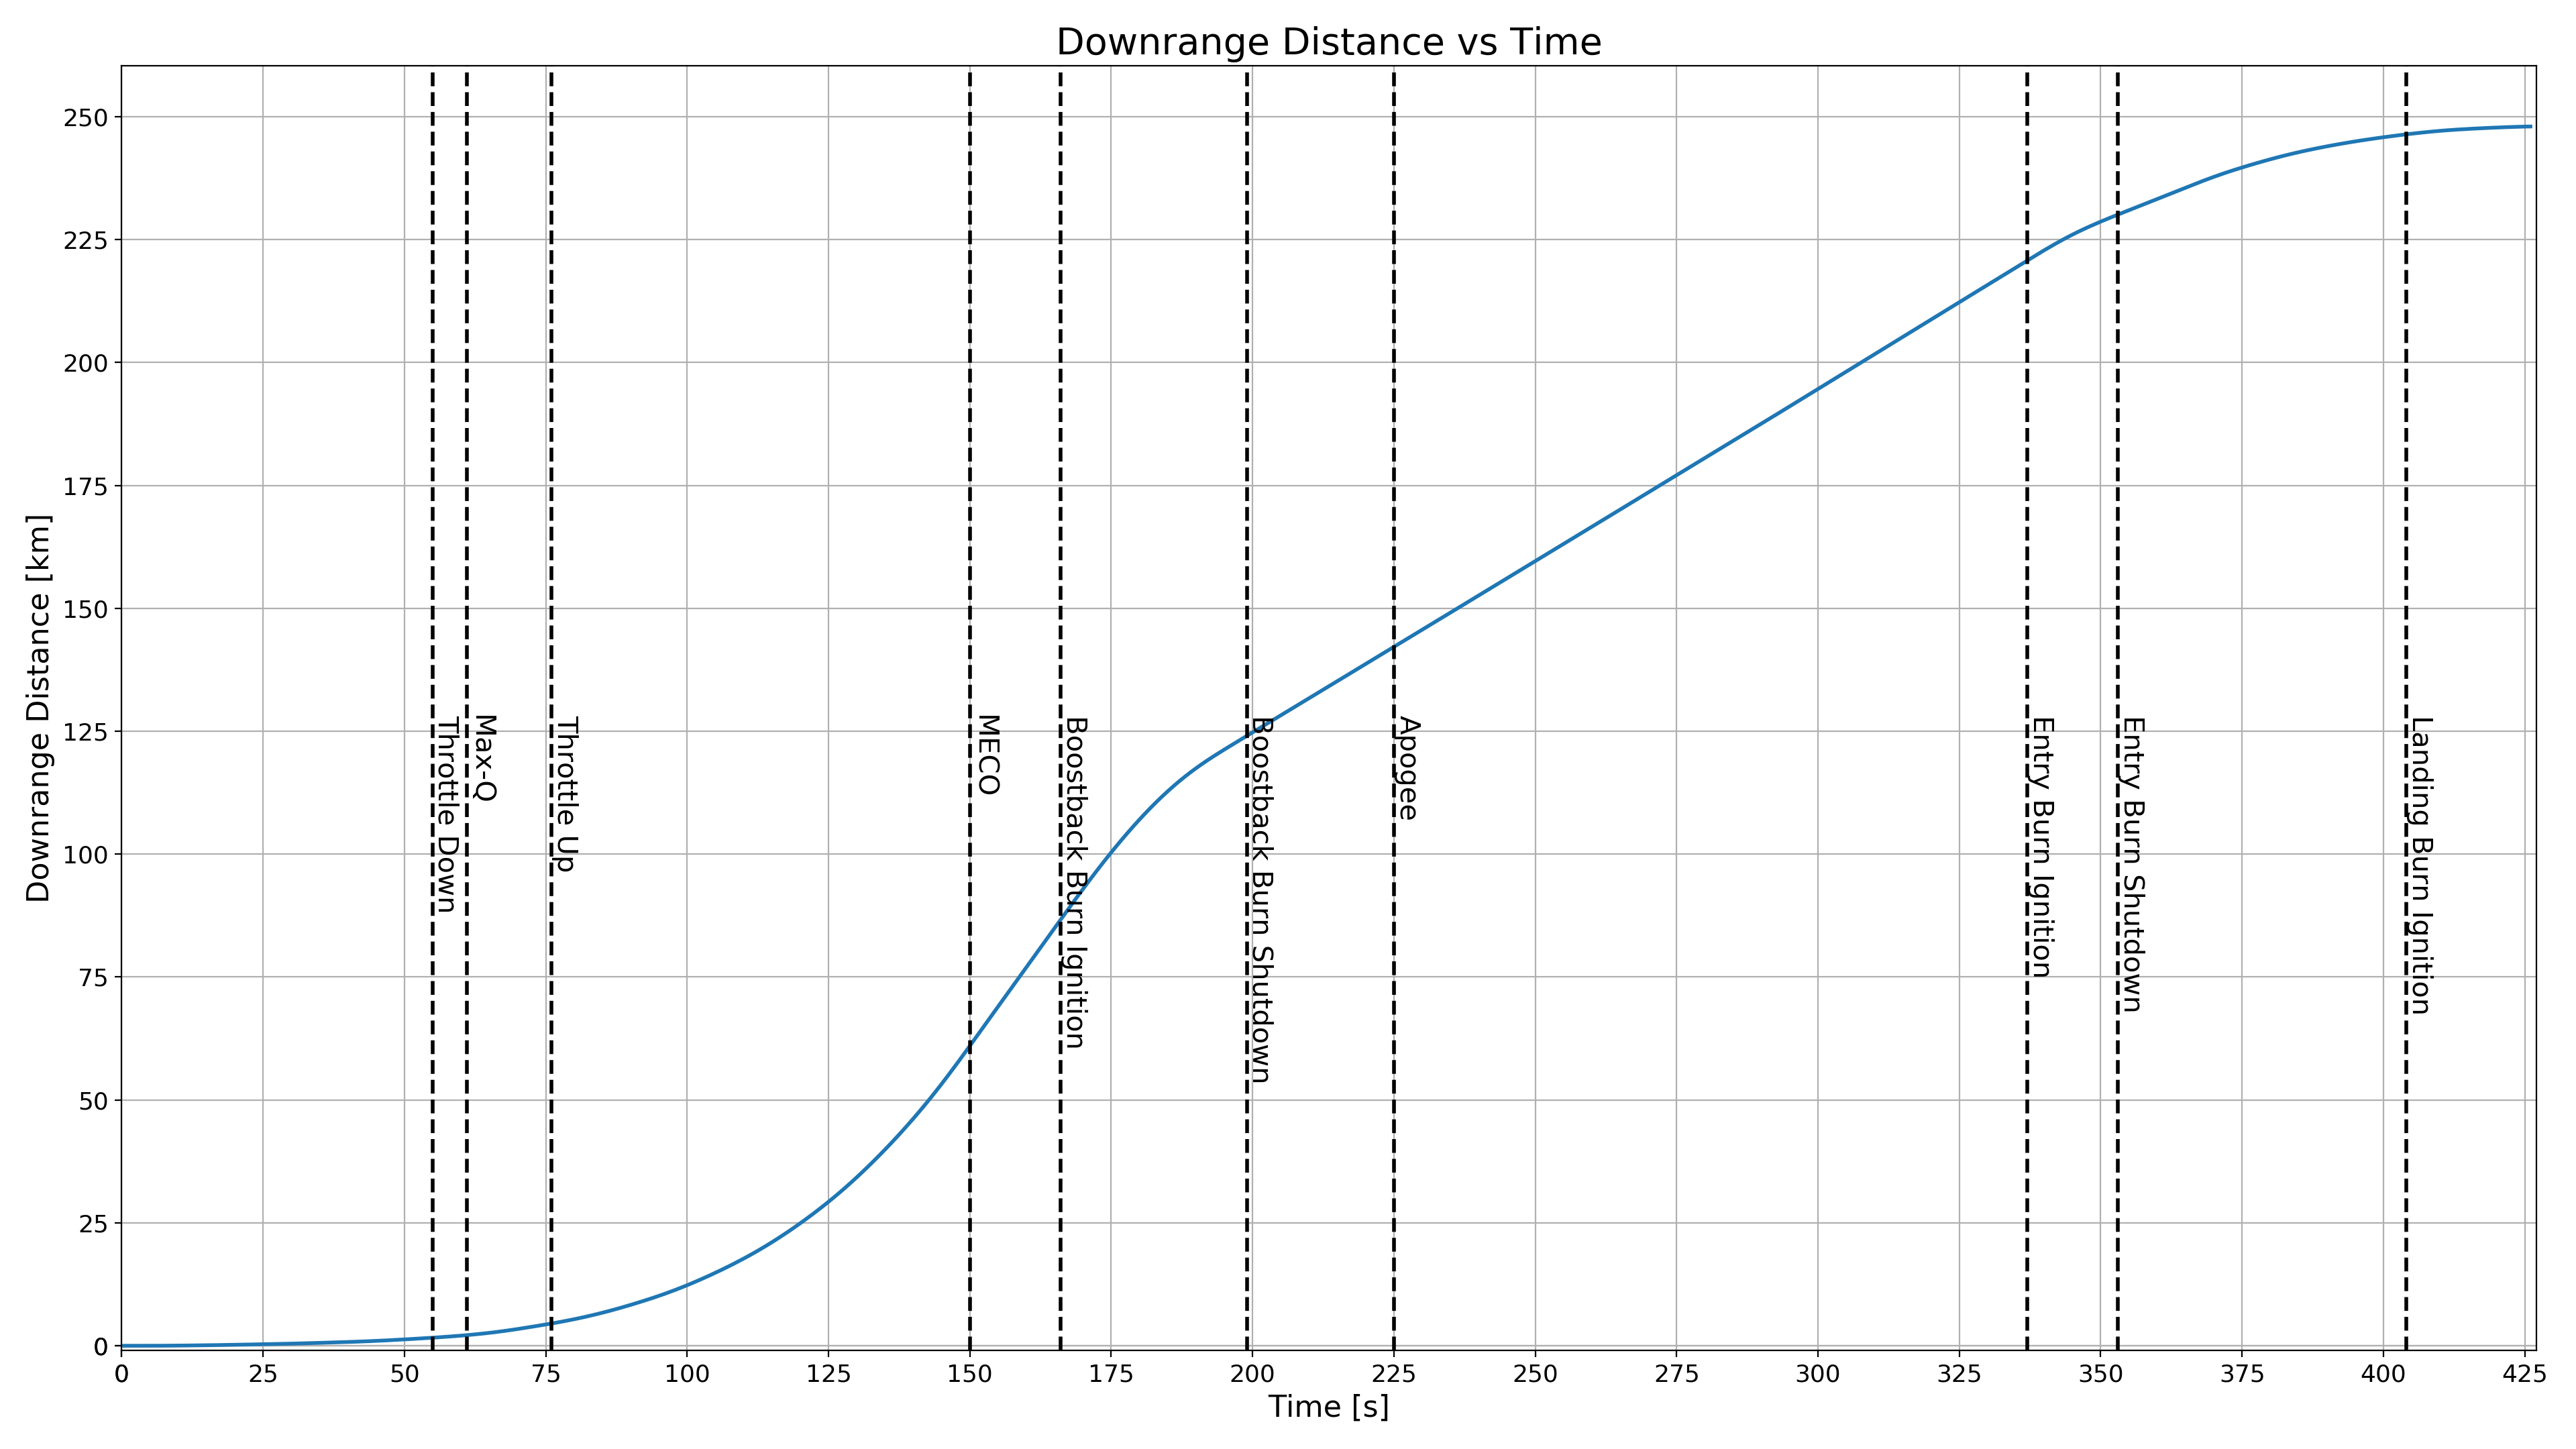 Downrange Distance vs Time
Downrange Distance [km]
250
225
200
175
150
125
100
75
50
25
0
Throttle Down
Max-Q
Throttle Up
MECO
Boostback Burn Ignition
Boostback Burn Shutdown
Apogee
Entry Burn Ignition
Entry Burn Shutdown
Landing Burn Ignition
0 25 50 75 100 125 150 175 200 225 250 275 300 325 350 375 400 425
Time [s]